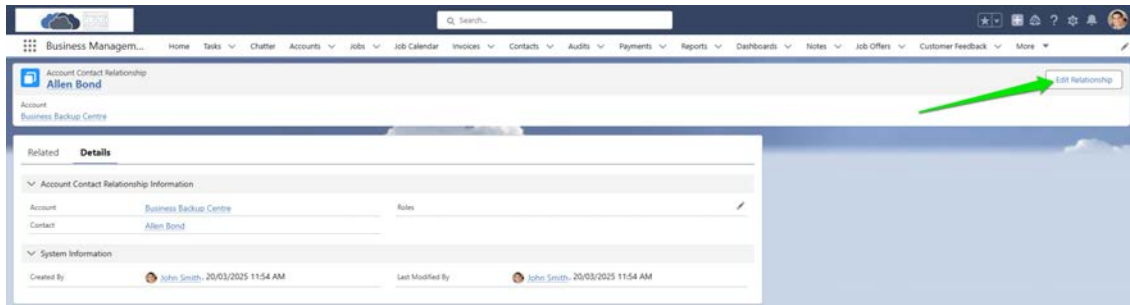 Search...
Business Managem... Home Tasks Chatter Accounts Jobs Job Calendar Invoices Contacts Audits Payments Reports Dashboards Notes Job Offers Customer Feedback More
Account Contact Relationship
Allen Bond
Edit Relationship
Account
Business Backup Centre
Related Details
Account Contact Relationship Information
Account Business Backup Centre Roles
Contact Allen Bond
System Information
Created By John Smith, 20/03/2025 11:54 AM Last Modified By John Smith, 20/03/2025 11:54 AM